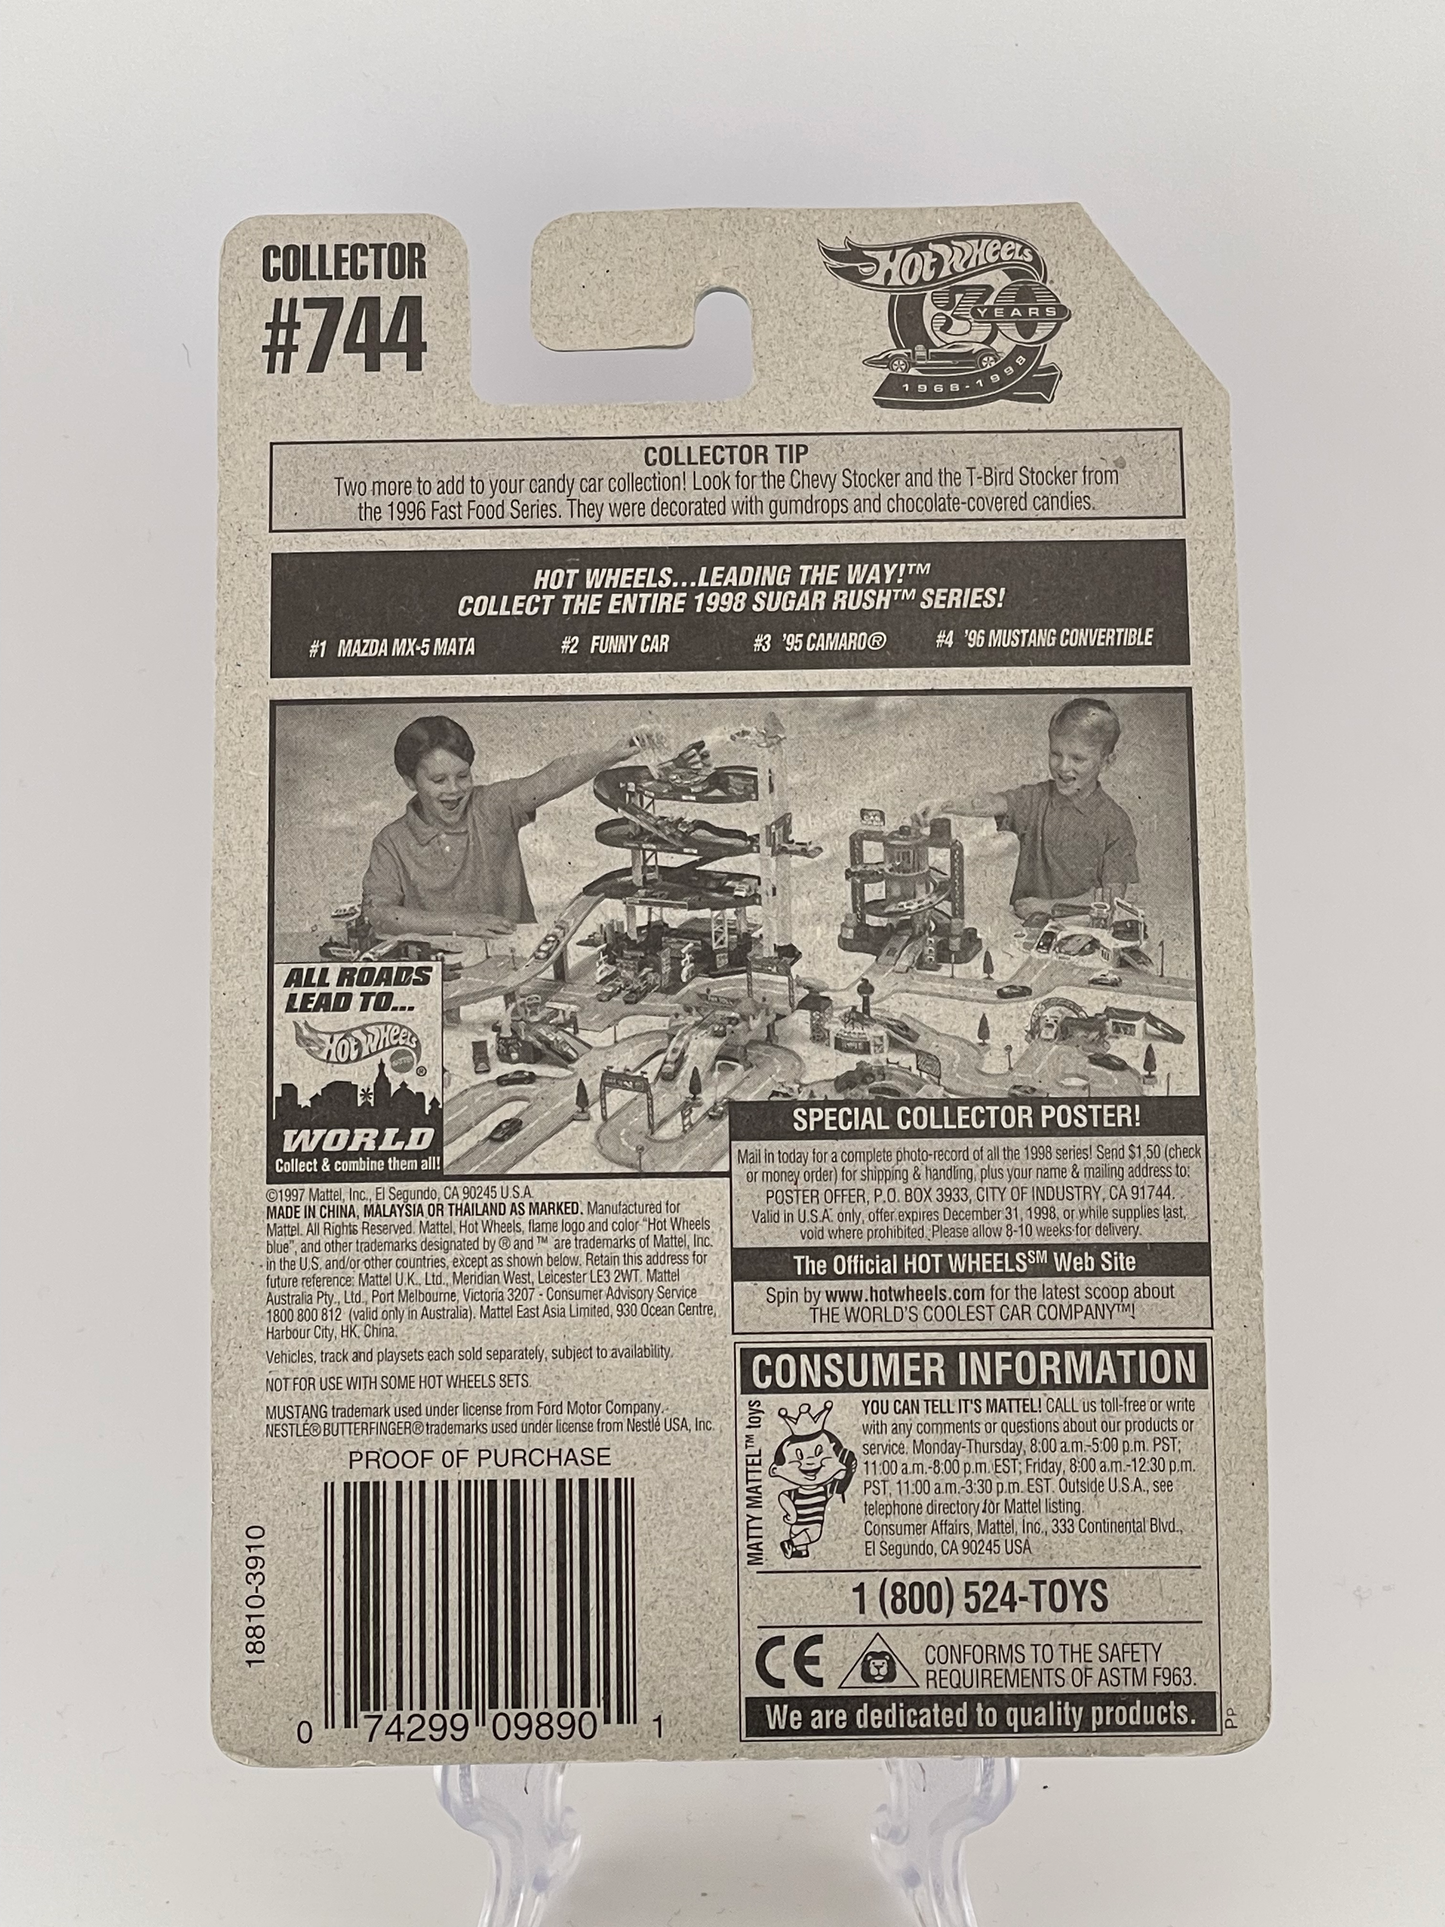 COLLECTOR
#744
HOT WHEELS
30
YEARS
1968-1998
COLLECTOR TIP
Two more to add to your candy car collection! Look for the Chevy Stocker and the T-Bird Stocker from
the 1996 Fast Food Series. They were decorated with gumdrops and chocolate-covered candies.
HOT WHEELS...LEADING THE WAY!™
COLLECT THE ENTIRE 1998 SUGAR RUSH™ SERIES!
#1 MAZDA MX-5 MATA #2 FUNNY CAR #3 '95 CAMARO® #4 '96 MUSTANG CONVERTIBLE
ALL ROADS
LEAD TO...
HOT WHEELS
®
WORLD
Collect & combine them all!
SPECIAL COLLECTOR POSTER!
Mail in today for a complete photo-record of all the 1998 series! Send $1.50 (check
or money order) for shipping & handling, plus your name & mailing address to:
POSTER OFFER, P.O. BOX 3933, CITY OF INDUSTRY, CA 91744.
Valid in U.S.A. only, offer expires December 31, 1998, or while supplies last,
void where prohibited. Please allow 8-10 weeks for delivery.
The Official HOT WHEELS℠ Web Site
Spin by www.hotwheels.com for the latest scoop about
THE WORLD'S COOLEST CAR COMPANY™!
©1997 Mattel, Inc., El Segundo, CA 90245 U.S.A.
MADE IN CHINA, MALAYSIA OR THAILAND AS MARKED. Manufactured for
Mattel. All Rights Reserved. Mattel, Hot Wheels, flame logo and color "Hot Wheels
blue", and other trademarks designated by ® and ™ are trademarks of Mattel, Inc.
in the U.S. and/or other countries, except as shown below. Retain this address for
future reference: Mattel U.K., Ltd., Meridian West, Leicester LE3 2WT. Mattel
Australia Pty., Ltd., Port Melbourne, Victoria 3207 - Consumer Advisory Service
1800 800 812 (valid only in Australia). Mattel East Asia Limited, 930 Ocean Centre,
Harbour City, HK, China.
Vehicles, track and playsets each sold separately, subject to availability.
NOT FOR USE WITH SOME HOT WHEELS SETS.
MUSTANG trademark used under license from Ford Motor Company.
NESTLÉ® BUTTERFINGER® trademarks used under license from Nestlé USA, Inc.
PROOF OF PURCHASE
18810-3910
0 74299 09890 1
CONSUMER INFORMATION
MATTY MATTEL™ toys
YOU CAN TELL IT'S MATTEL! CALL us toll-free or write
with any comments or questions about our products or
service. Monday-Thursday, 8:00 a.m.-5:00 p.m. PST;
11:00 a.m.-8:00 p.m. EST; Friday, 8:00 a.m.-12:30 p.m.
PST, 11:00 a.m.-3:30 p.m. EST. Outside U.S.A., see
telephone directory for Mattel listing.
Consumer Affairs, Mattel, Inc., 333 Continental Blvd.,
El Segundo, CA 90245 USA
1 (800) 524-TOYS
CE
CONFORMS TO THE SAFETY
REQUIREMENTS OF ASTM F963.
We are dedicated to quality products.
PP